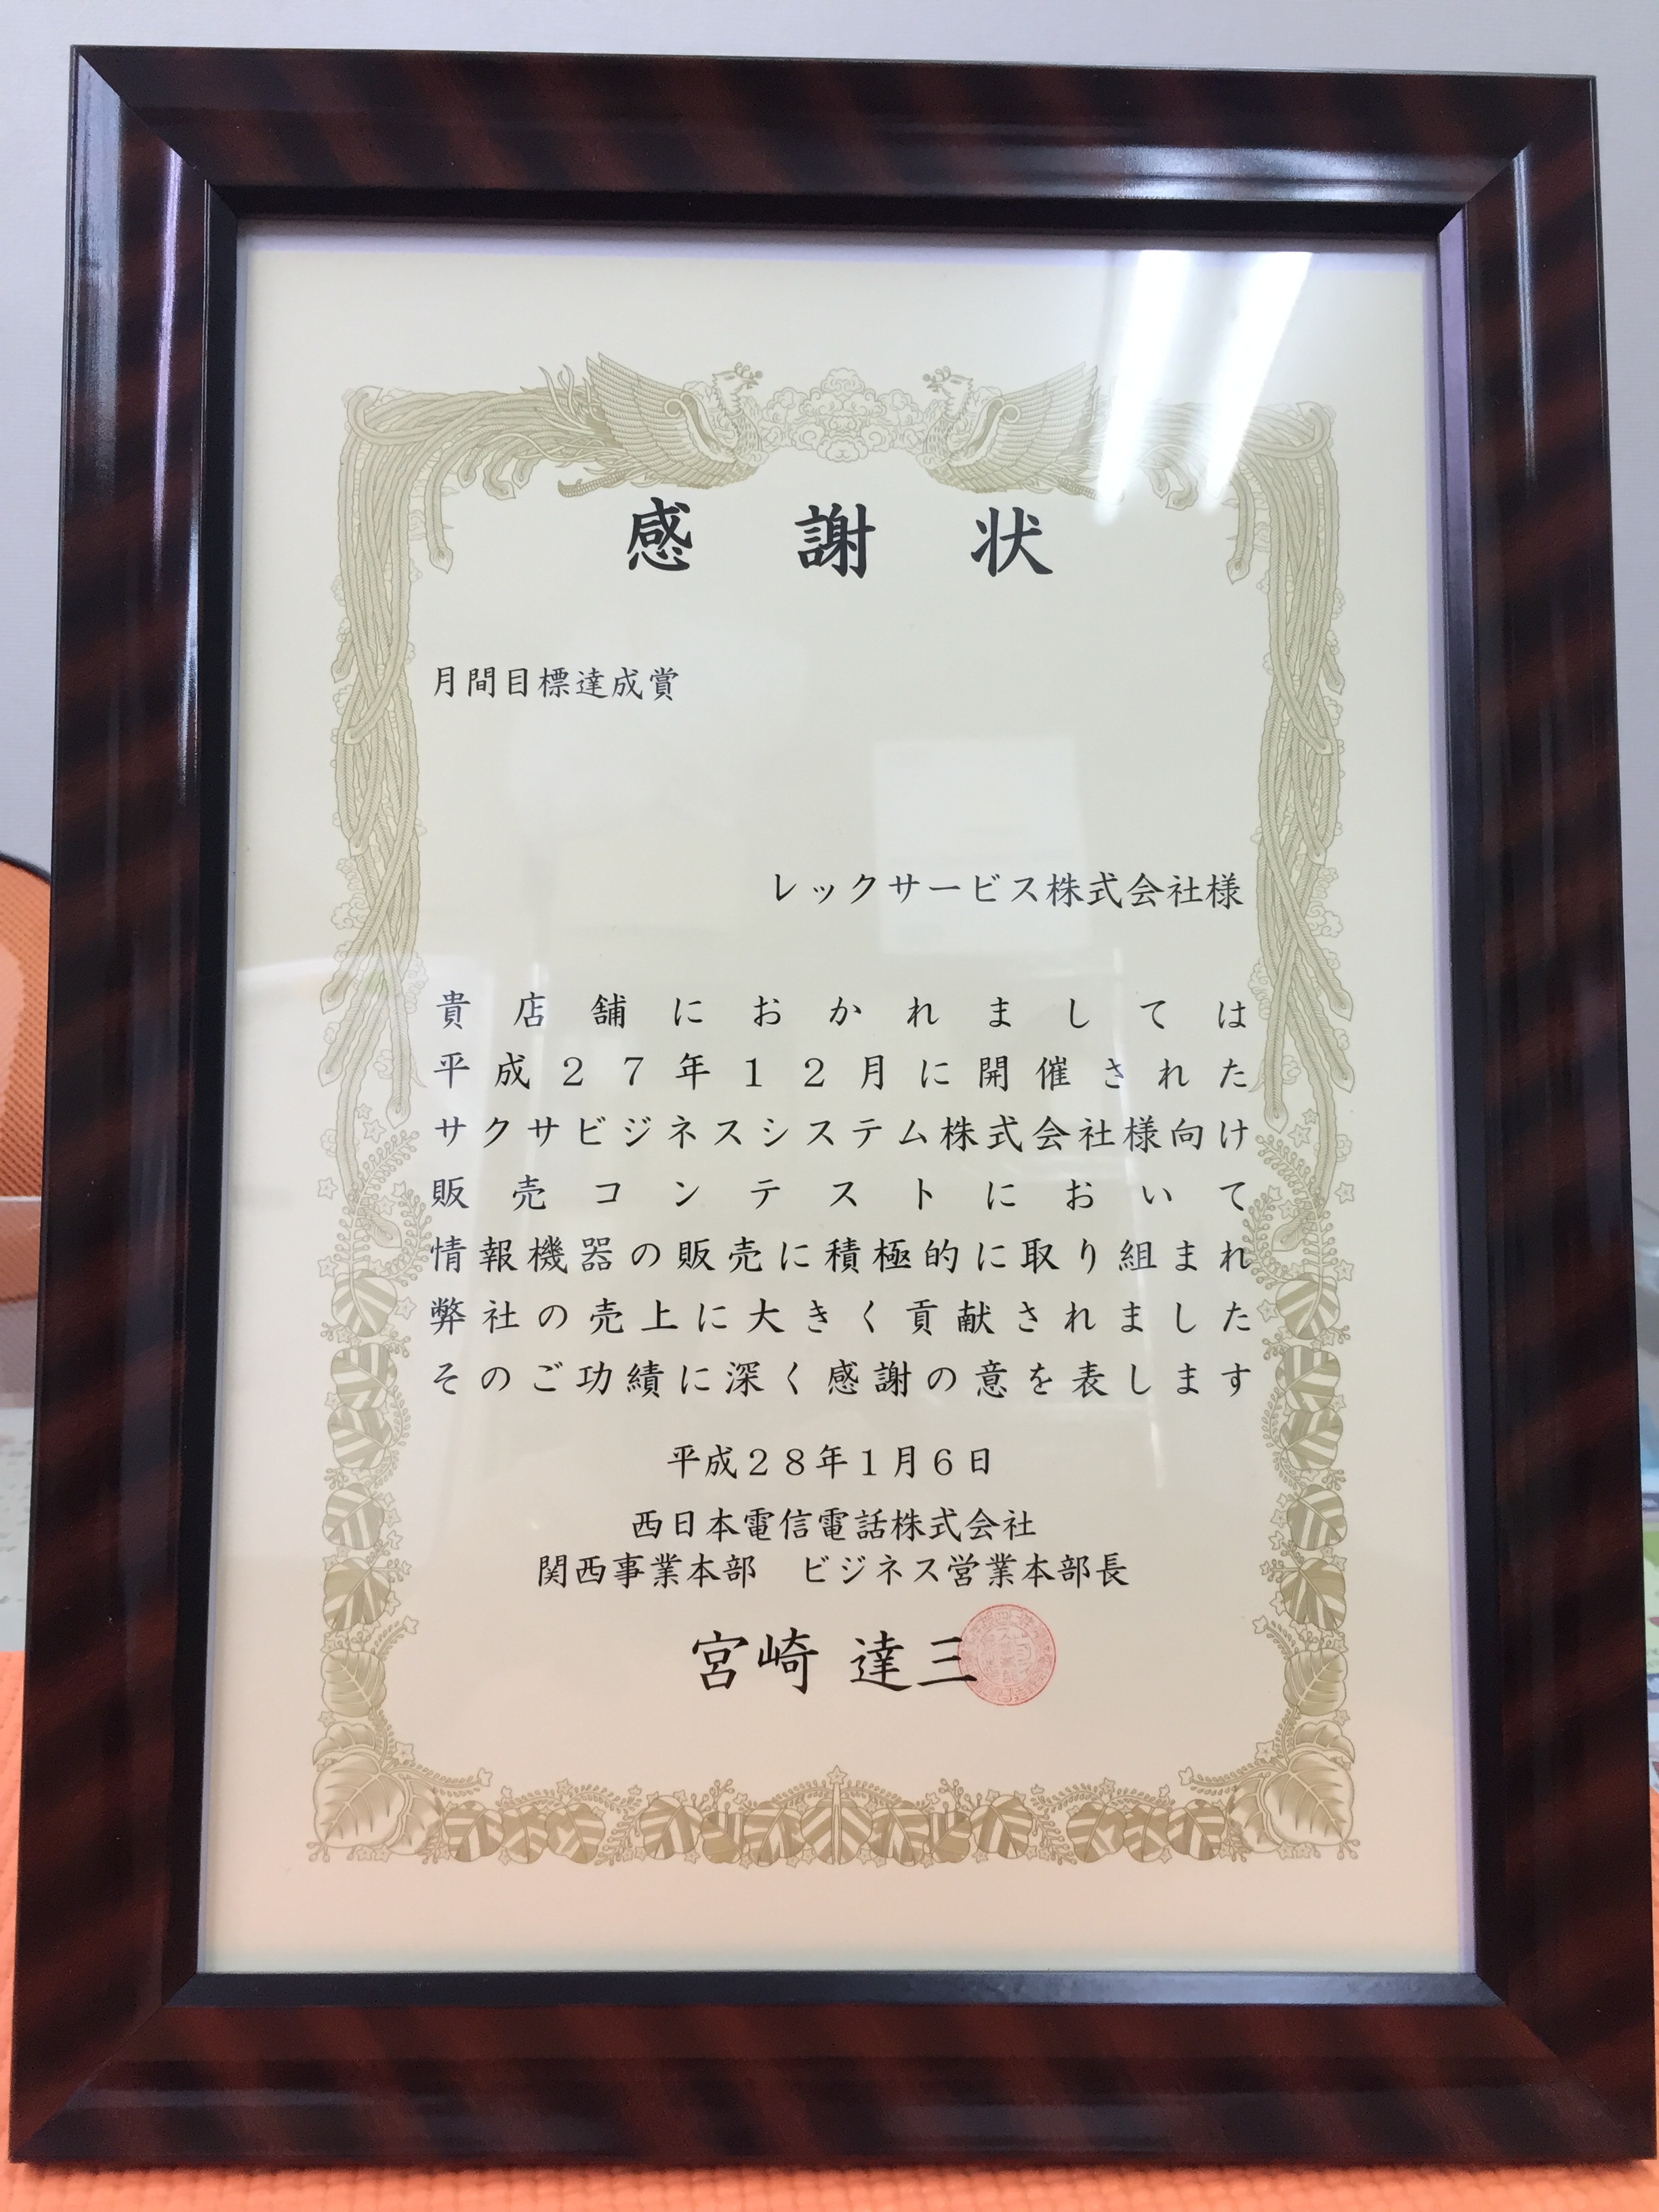 感謝状
月間目標達成賞
レックサービス株式会社様
貴店舗におかれましては
平成27年12月に開催された
サクサビジネスシステム株式会社様向け
販売コンテストにおいて
情報機器の販売に積極的に取り組まれ
弊社の売上に大きく貢献されました
そのご功績に深く感謝の意を表します
平成28年1月6日
西日本電信電話株式会社
関西事業本部　ビジネス営業本部長
宮崎 達三